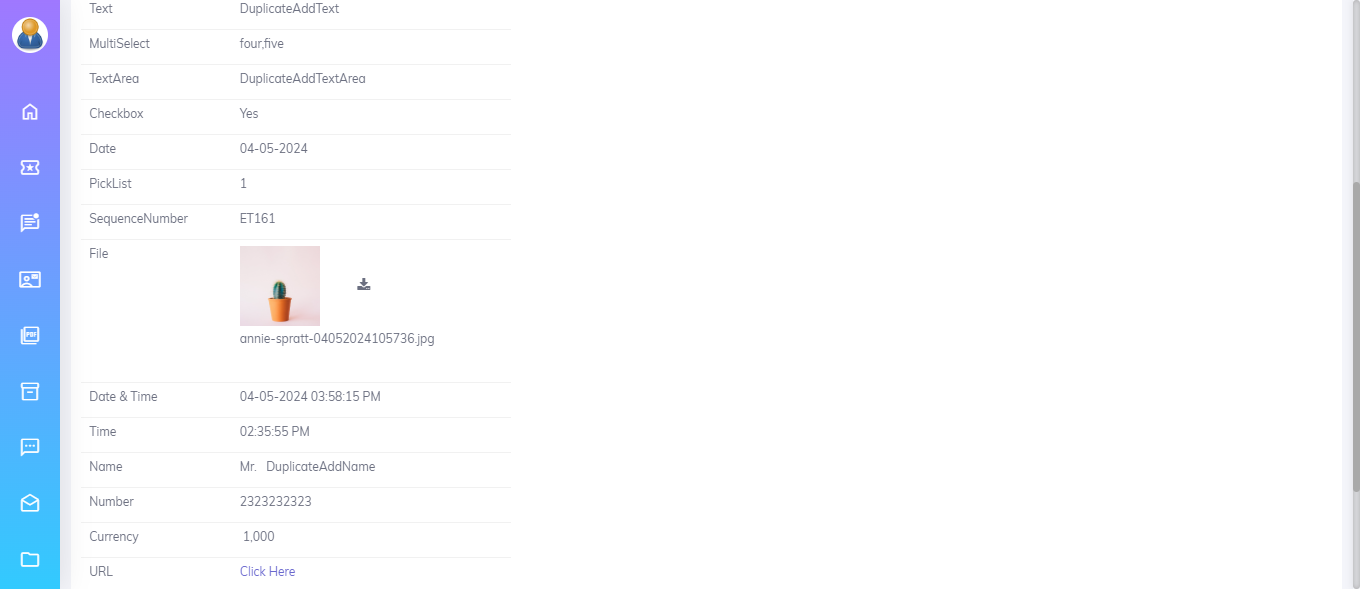 Text DuplicateAddText
MultiSelect four,five
TextArea DuplicateAddTextArea
Checkbox Yes
Date 04-05-2024
PickList 1
SequenceNumber ET161
File
annie-spratt-04052024105736.jpg
Date & Time 04-05-2024 03:58:15 PM
Time 02:35:55 PM
Name Mr. DuplicateAddName
Number 2323232323
Currency 1,000
URL Click Here
PDF